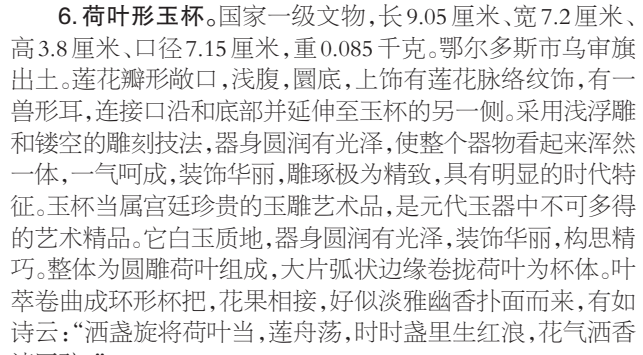 6.荷叶形玉杯。国家一级文物,长9.05厘米、宽7.2厘米、
高3.8厘米、口径7.15厘米,重0.085千克。鄂尔多斯市乌审旗
出土。莲花瓣形敞口,浅腹,圜底,上饰有莲花脉络纹饰,有一
兽形耳,连接口沿和底部并延伸至玉杯的另一侧。采用浅浮雕
和镂空的雕刻技法,器身圆润有光泽,使整个器物看起来浑然
一体,一气呵成,装饰华丽,雕琢极为精致,具有明显的时代特
征。玉杯当属宫廷珍贵的玉雕艺术品,是元代玉器中不可多得
的艺术精品。它白玉质地,器身圆润有光泽,装饰华丽,构思精
巧。整体为圆雕荷叶组成,大片弧状边缘卷拢荷叶为杯体。叶
萃卷曲成环形杯把,花果相接,好似淡雅幽香扑面而来,有如
诗云:“洒盏旋将荷叶当,莲舟荡,时时盏里生红浪,花气洒香